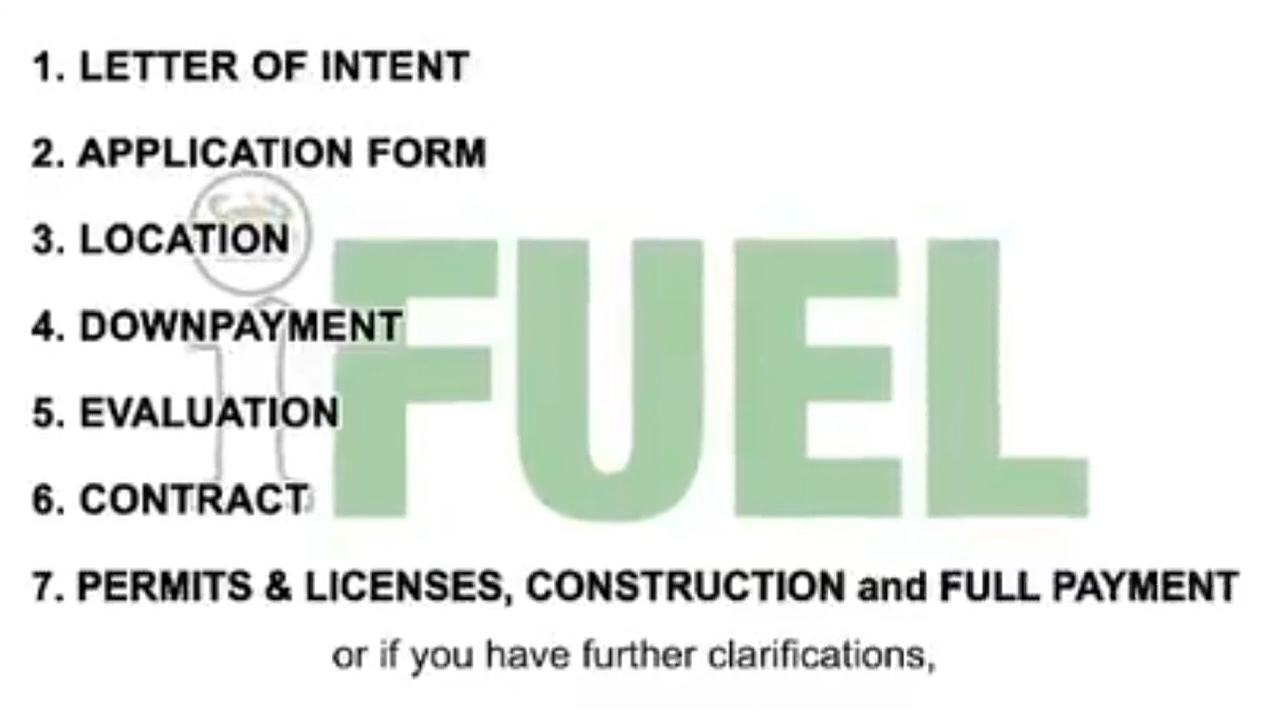 1. LETTER OF INTENT
2. APPLICATION FORM
3. LOCATION
4. DOWNPAYMENT
5. EVALUATION
6. CONTRACT
iFUEL
7. PERMITS & LICENSES, CONSTRUCTION and FULL PAYMENT
or if you have further clarifications,